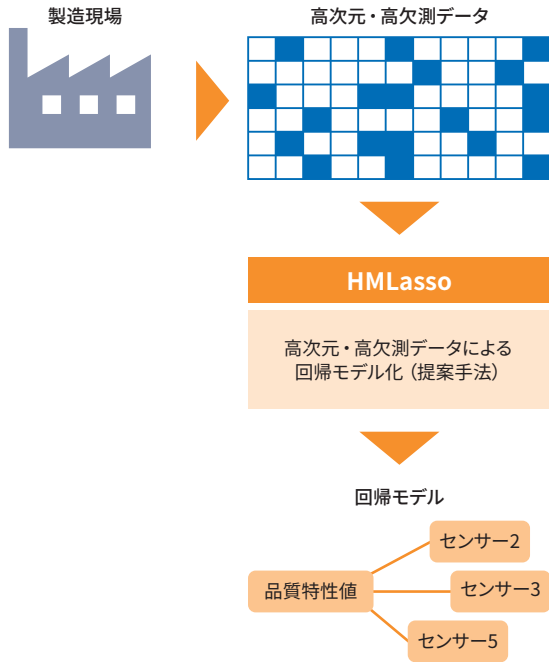 製造現場
高次元・高欠測データ
HMLasso
高次元・高欠測データによる
回帰モデル化（提案手法）
回帰モデル
センサー2
品質特性値
センサー3
センサー5